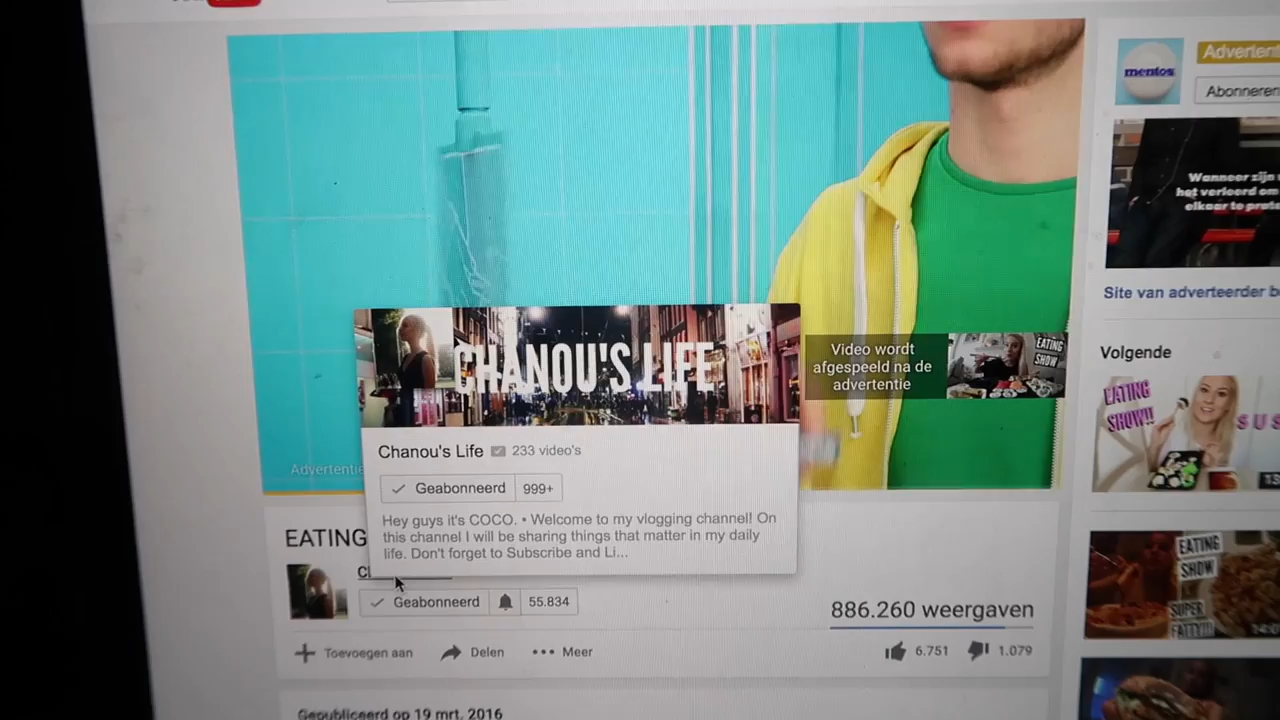 mentos
Abonneren
Wanneer zijn
het verleerd om
elkaar te
CHANOU'S LIFE
Video wordt
afgespeeld na de
advertentie
EATING
SHOW
Site van adverteerder
Volgende
EATING
SHOW!!
Chanou's Life 233 video's
Geabonneerd 999+
Hey guys it's COCO. • Welcome to my vlogging channel! On
this channel I will be sharing things that matter in my daily
life. Don't forget to Subscribe and Li...
Advertentie
EATING
Geabonneerd 55.834
886.260 weergaven
Toevoegen aan Delen Meer
6.751 1.079
EATING
SHOW
SUPER
FATTY!!!
Gepubliceerd op 19 mrt. 2016